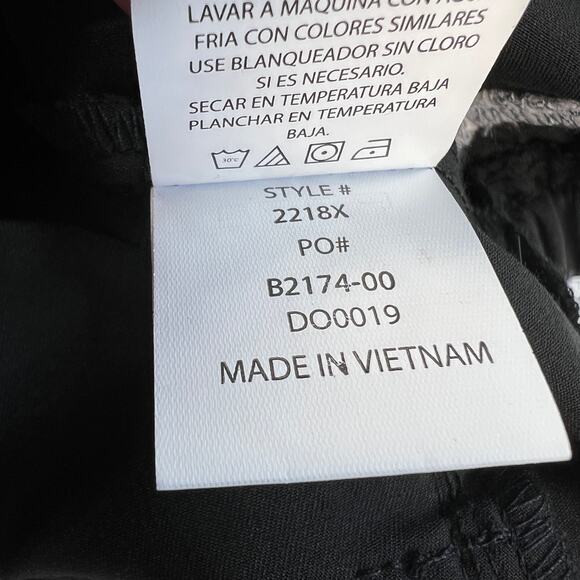 LAVAR A MAQUINA CON AGUA
FRIA CON COLORES SIMILARES
USE BLANQUEADOR SIN CLORO
SI ES NECESARIO.
SECAR EN TEMPERATURA BAJA
PLANCHAR EN TEMPERATURA
BAJA.
30°C
STYLE #
2218X
PO#
B2174-00
DO0019
MADE IN VIETNAM